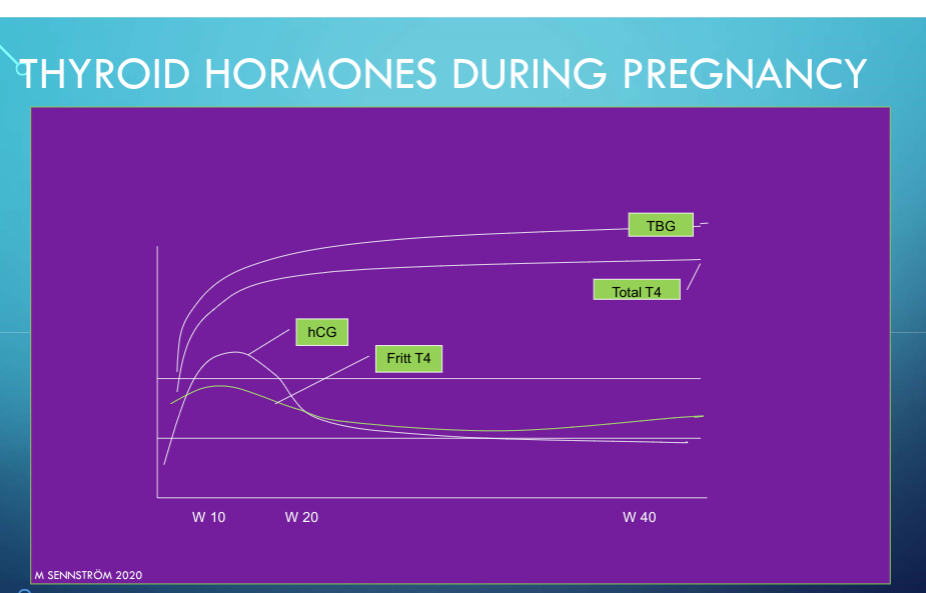 THYROID HORMONES DURING PREGNANCY
TBG
Total T4
hCG
Fritt T4
W 10
W 20
W 40
M SENNSTRÖM 2020